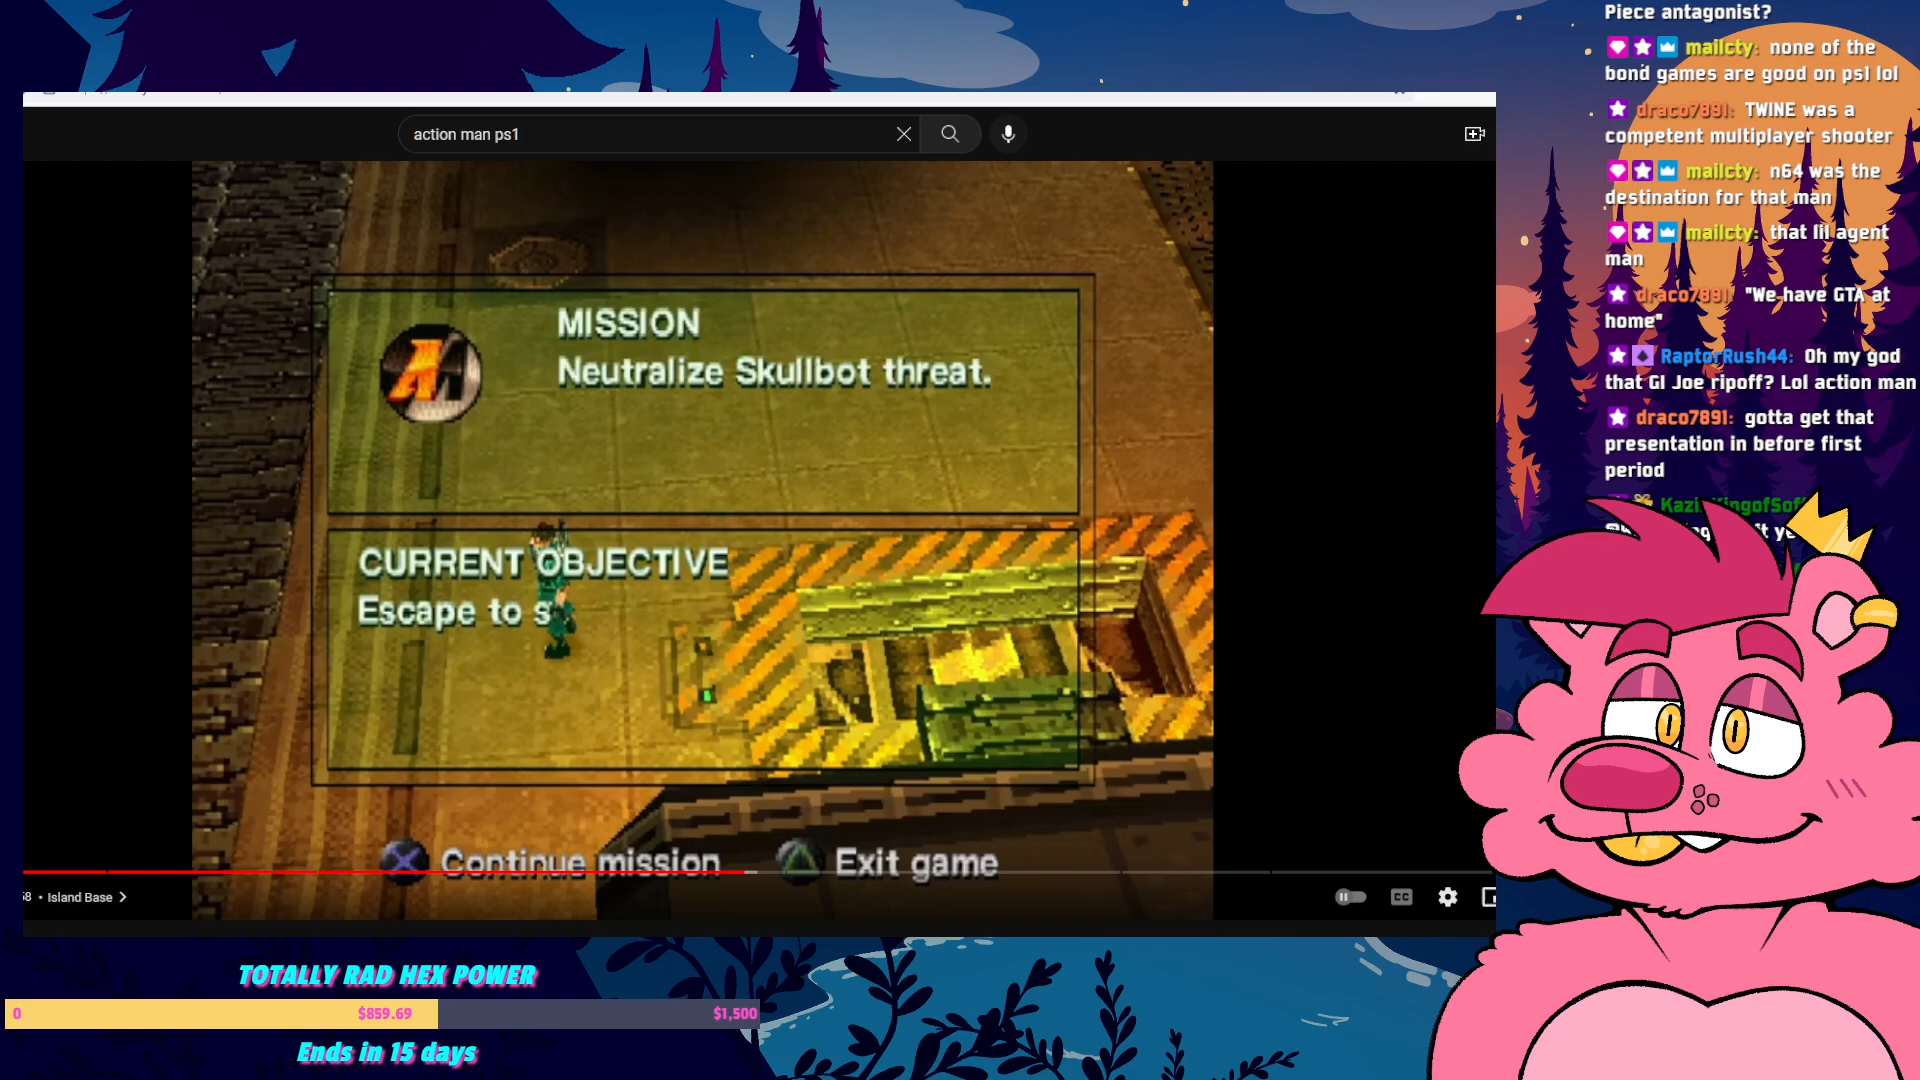 action man ps1
MISSION
Neutralize Skullbot threat.
CURRENT OBJECTIVE
Escape to s
Continue mission
Exit game
58 • Island Base
CC
TOTALLY RAD HEX POWER
0 $859.69 $1,500
Ends in 15 days
Piece antagonist?
mailcty: none of the
bond games are good on ps1 lol
draco7891: TWINE was a
competent multiplayer shooter
mailcty: n64 was the
destination for that man
mailcty: that lil agent
man
draco7891: "We have GTA at
home"
RaptorRush44: Oh my god
that GI Joe ripoff? Lol action man
draco7891: gotta get that
presentation in before first
period